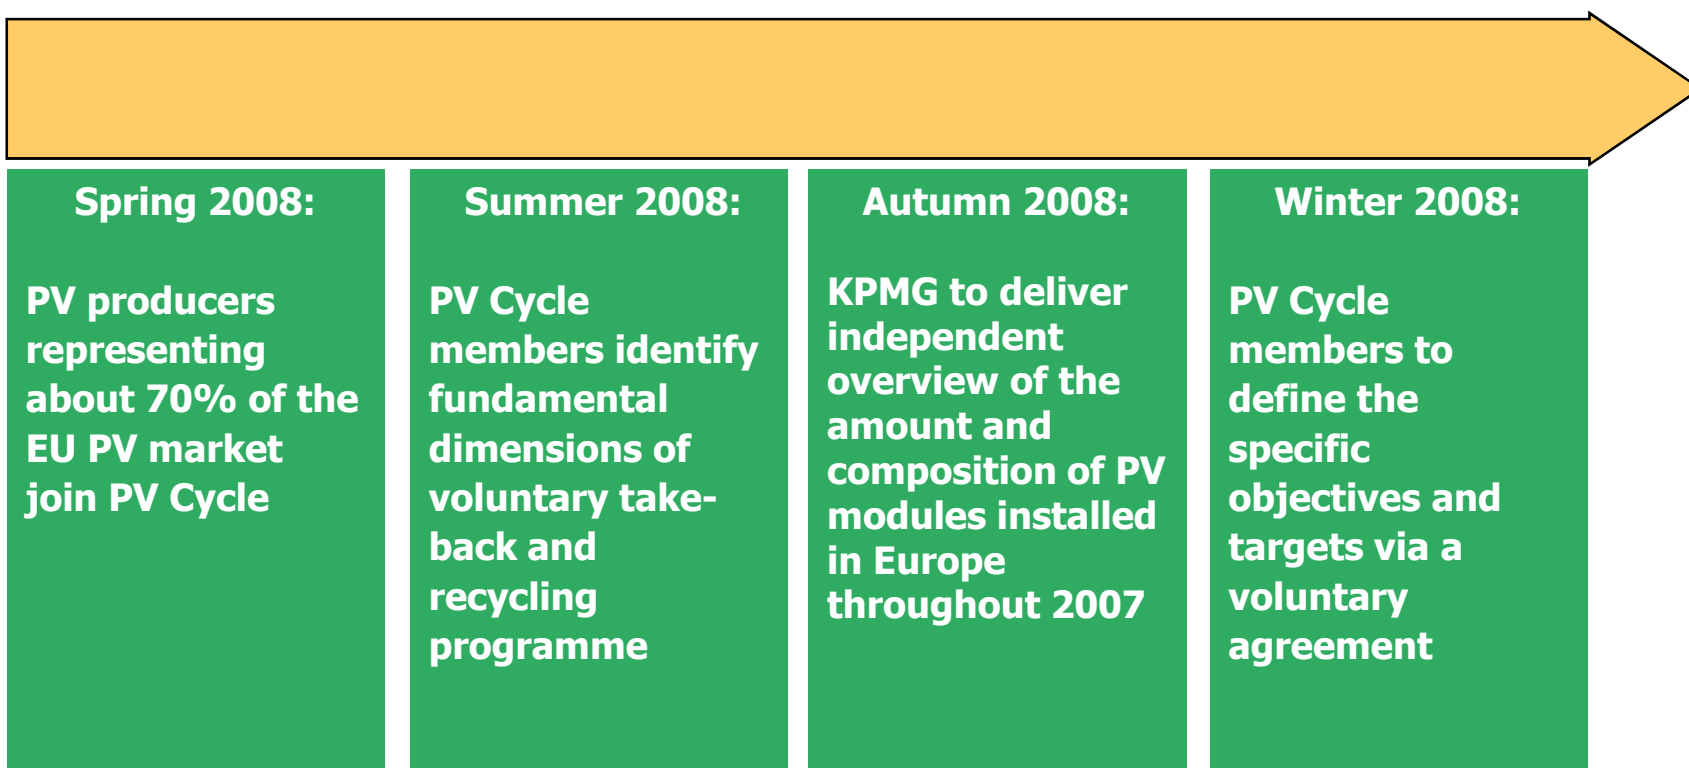 Spring 2008:
PV producers
representing
about 70% of the
EU PV market
join PV Cycle
Summer 2008:
PV Cycle
members identify
fundamental
dimensions of
voluntary take-
back and
recycling
programme
Autumn 2008:
KPMG to deliver
independent
overview of the
amount and
composition of PV
modules installed
in Europe
throughout 2007
Winter 2008:
PV Cycle
members to
define the
specific
objectives and
targets via a
voluntary
agreement